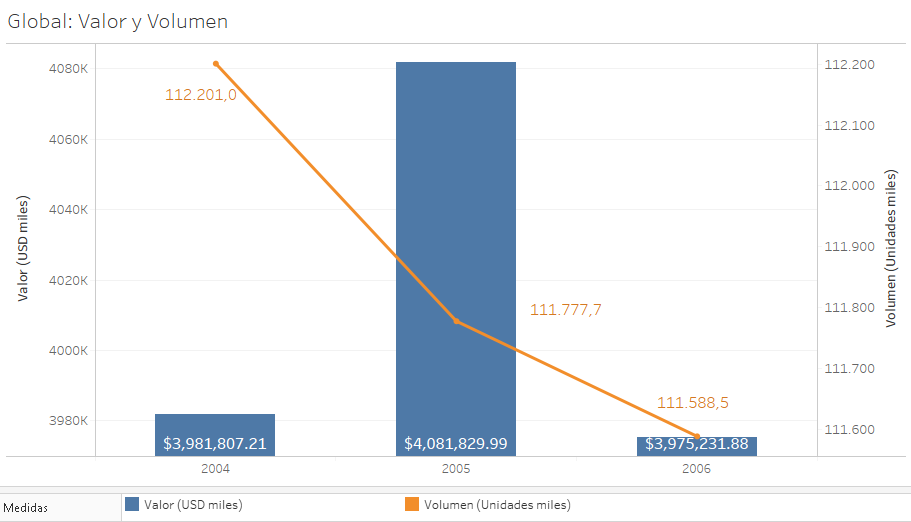 Global: Valor y Volumen
4080K
4060K
4040K
4020K
4000K
3980K
Valor (USD miles)
112.201,0
111.777,7
111.588,5
$3,981,807.21
$4,081,829.99
$3,975,231.88
112.200
112.100
112.000
111.900
111.800
111.700
111.600
Volumen (Unidades miles)
2004
2005
2006
Medidas
Valor (USD miles)
Volumen (Unidades miles)